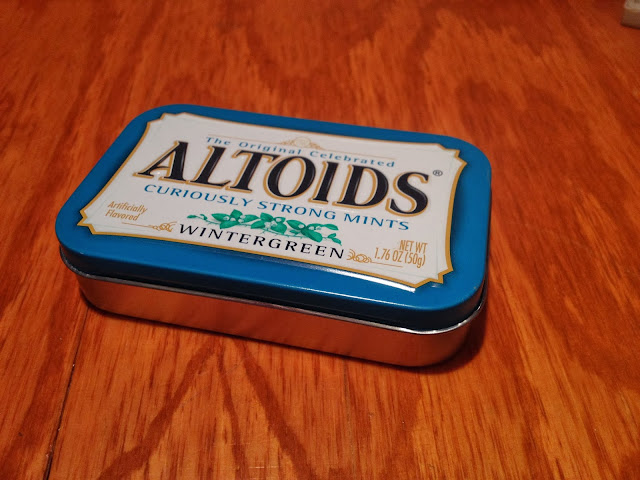 The Original Celebrated
ALTOIDS®
CURIOUSLY STRONG MINTS
Artificially
Flavored
WINTERGREEN
NET WT
1.76 OZ (50g)